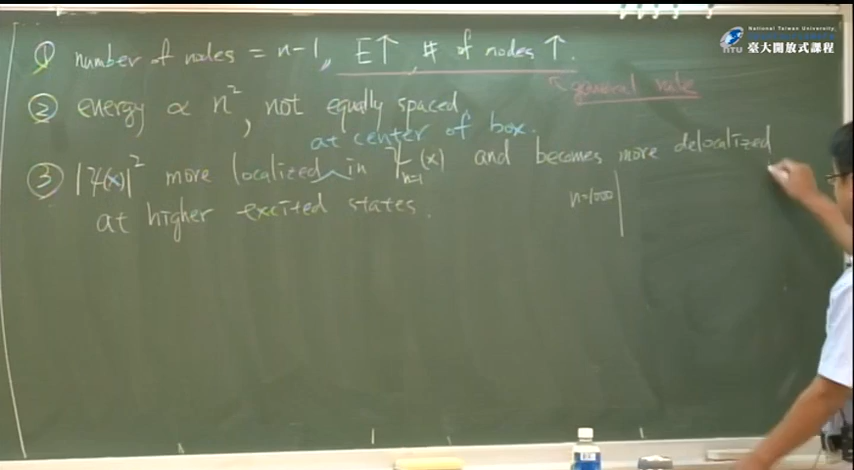 ① number of nodes = n-1, E↑, # of nodes ↑.
general rule
② energy ∝ n², not equally spaced
at center of box.
③ |ψ(x)|² more localized in ψn=1(x) and becomes more delocalized
at higher excited states.
n=1000
National Taiwan University
NTU 臺大開放式課程